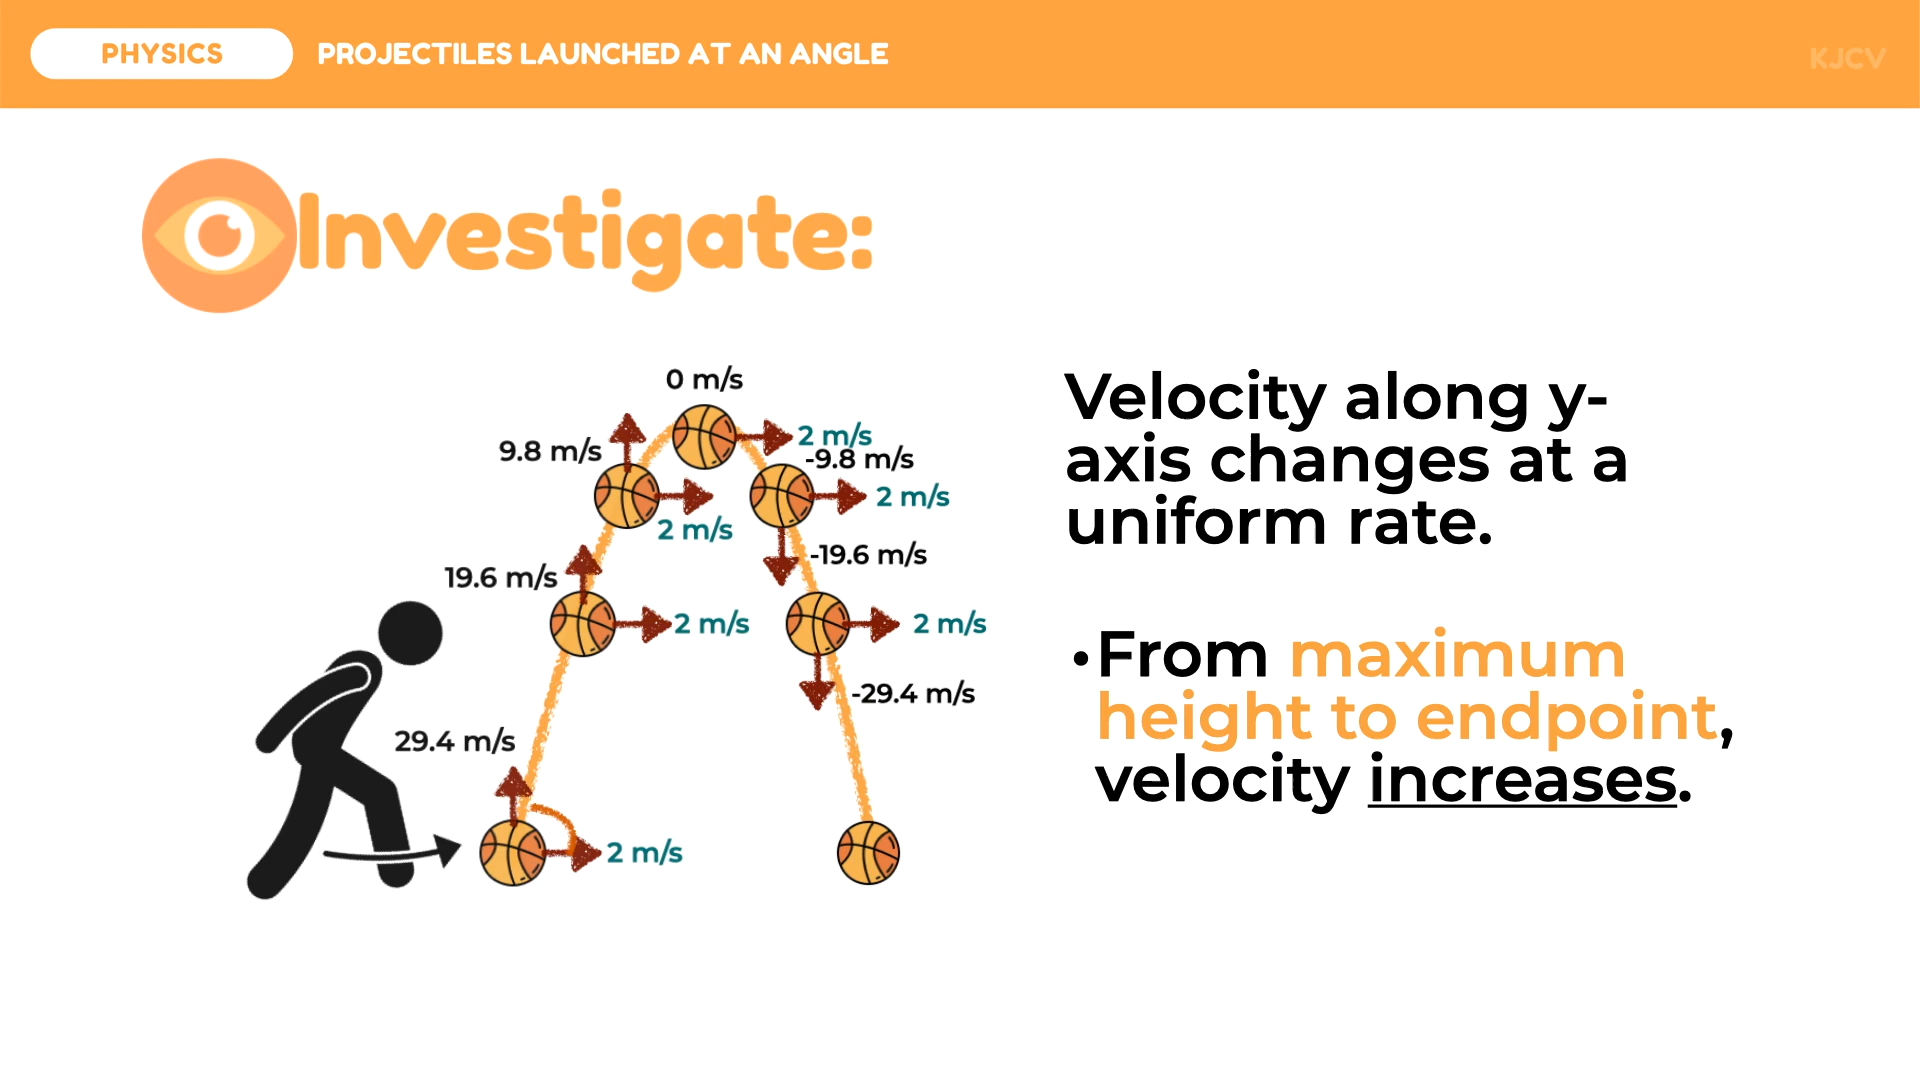 PHYSICS
PROJECTILES LAUNCHED AT AN ANGLE
KJCV
Investigate:
0 m/s
9.8 m/s
2 m/s
-9.8 m/s
2 m/s
2 m/s
-19.6 m/s
19.6 m/s
2 m/s
2 m/s
-29.4 m/s
29.4 m/s
2 m/s
Velocity along y-
axis changes at a
uniform rate.
•From maximum
height to endpoint,
velocity increases.